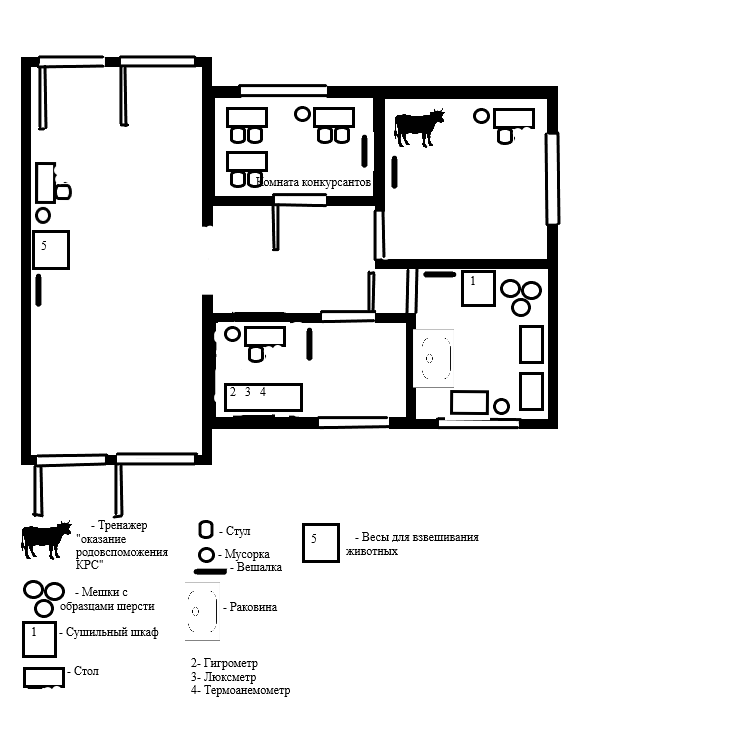 Комната конкурсантов
5
1
2 3 4
- Тренажер
"оказание
родовспоможения
КРС"
- Стул
- Мусорка
- Вешалка
5
- Весы для взвешивания
животных
- Мешки с
образцами шерсти
- Раковина
1
- Сушильный шкаф
- Стол
2- Гигрометр
3- Люксметр
4- Термоанемометр